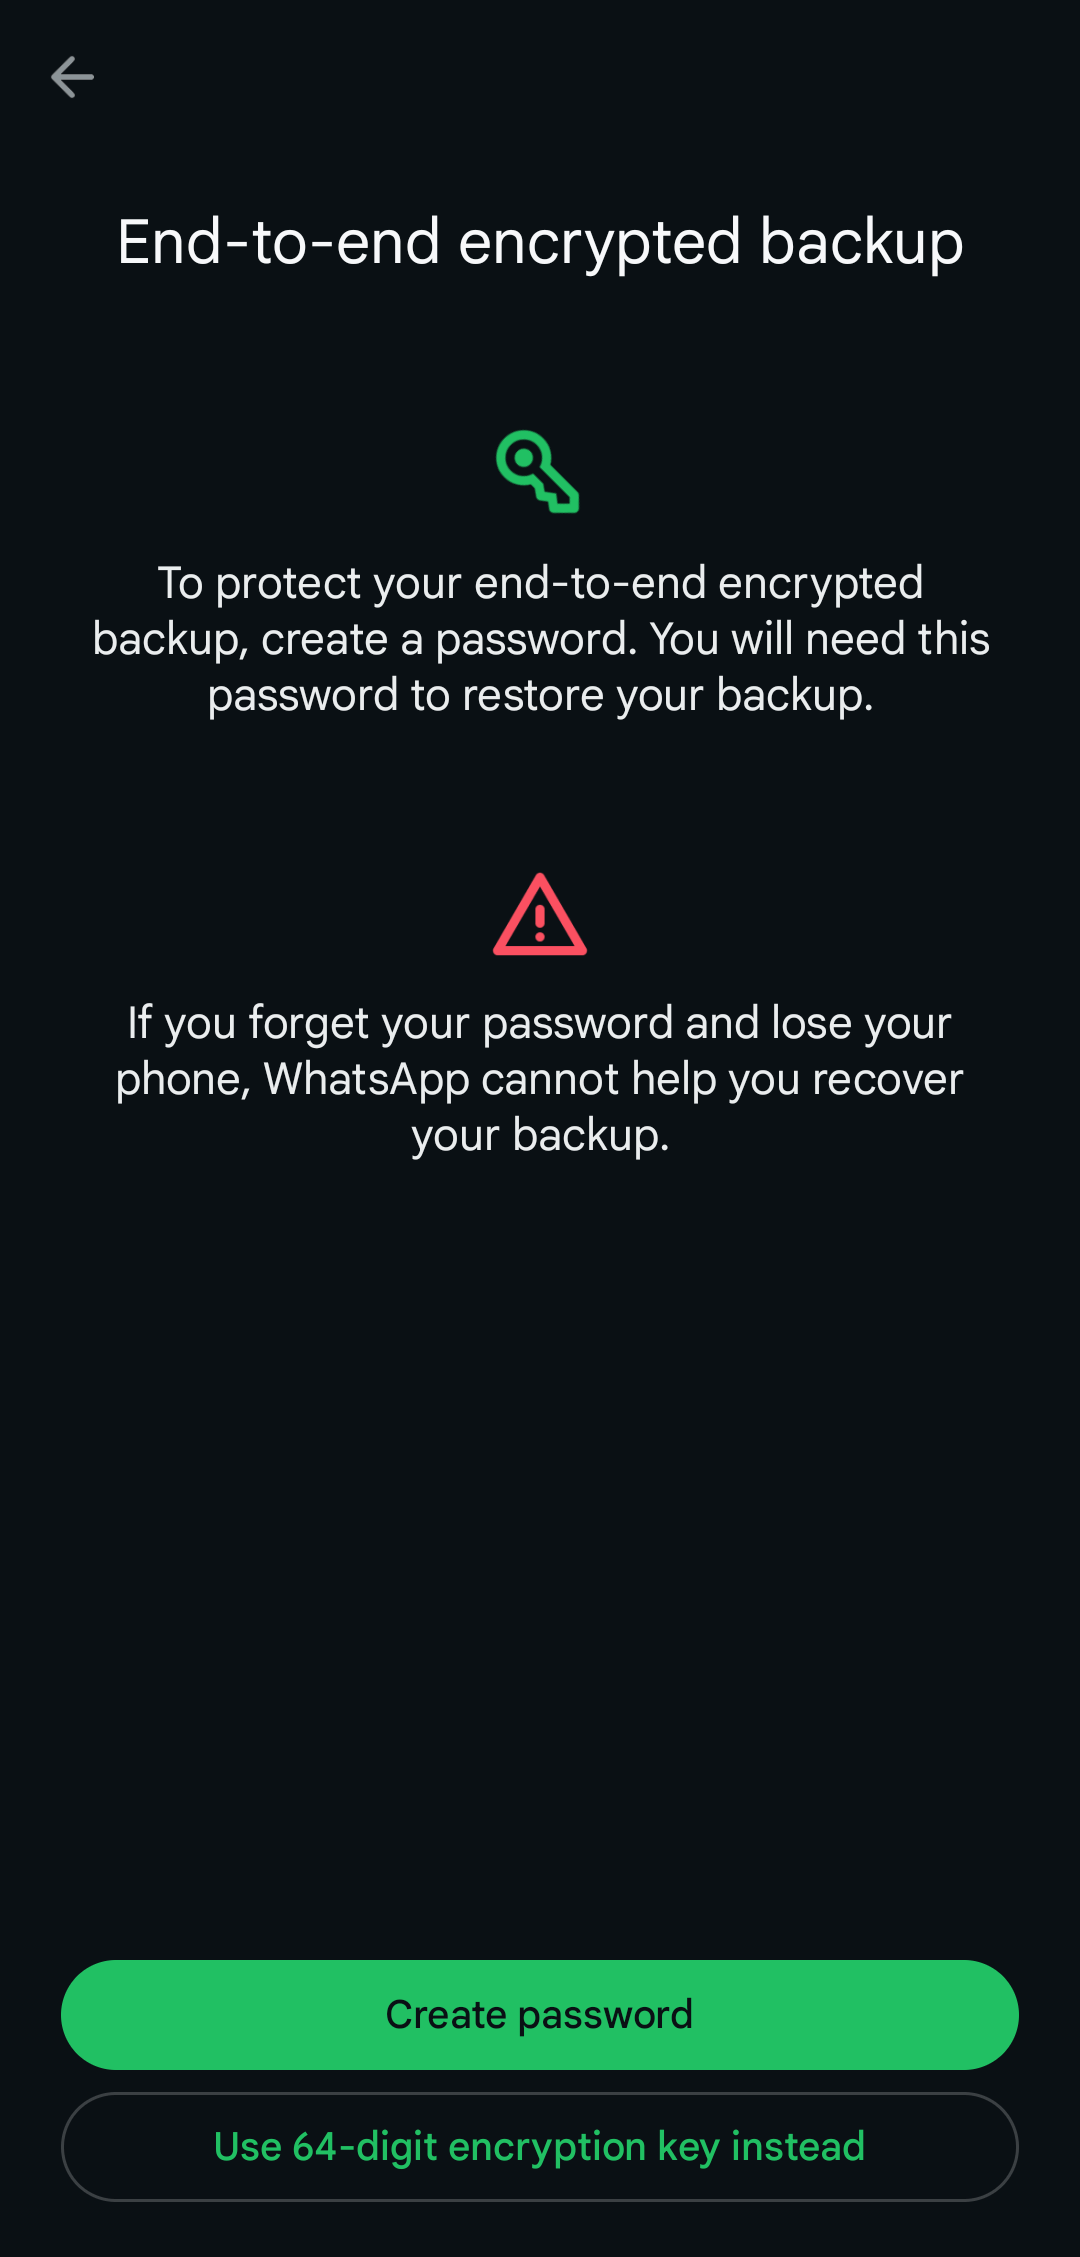 End-to-end encrypted backup
To protect your end-to-end encrypted
backup, create a password. You will need this
password to restore your backup.
If you forget your password and lose your
phone, WhatsApp cannot help you recover
your backup.
Create password
Use 64-digit encryption key instead